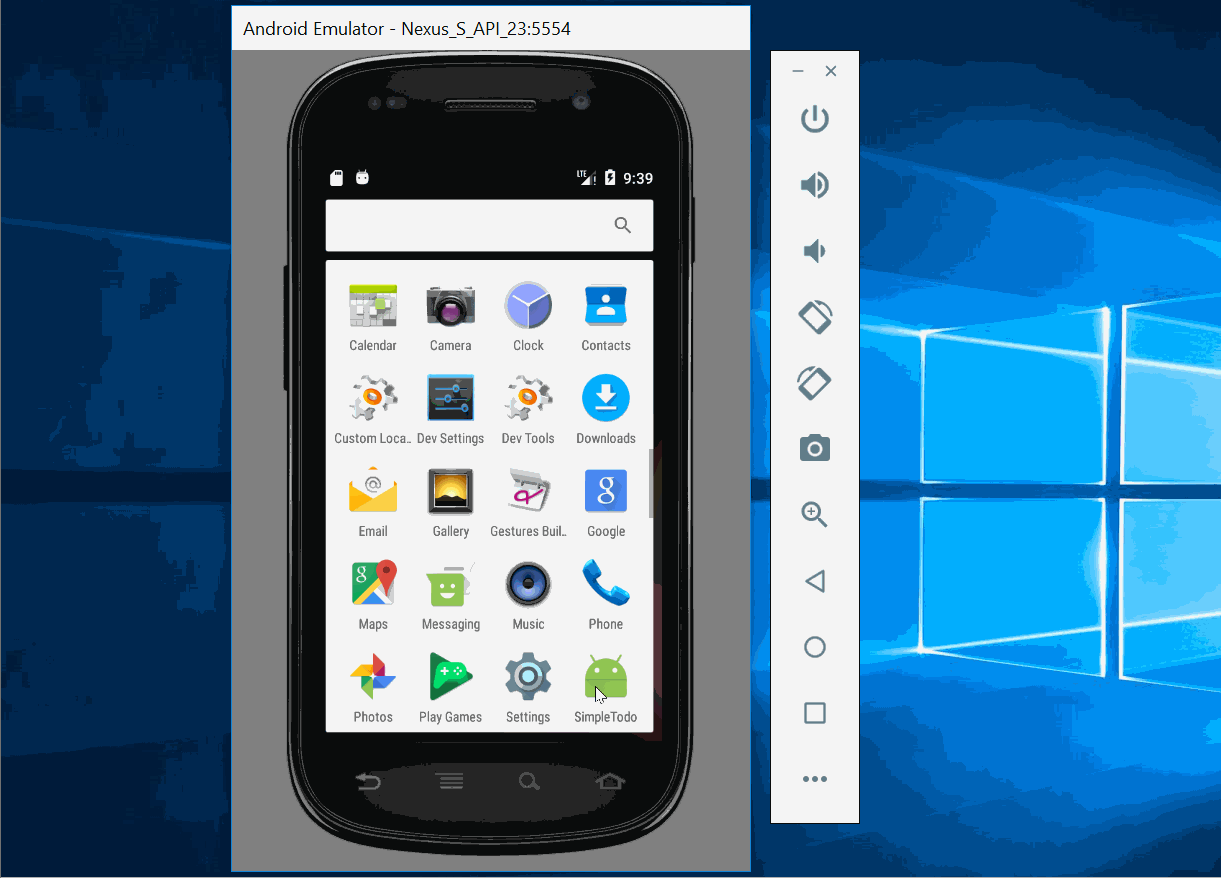 Android Emulator - Nexus_S_API_23:5554
LTE 9:39
Calendar Camera Clock Contacts
Custom Loca.. Dev Settings Dev Tools Downloads
Email Gallery Gestures Buil.. Google
Maps Messaging Music Phone
Photos Play Games Settings SimpleTodo